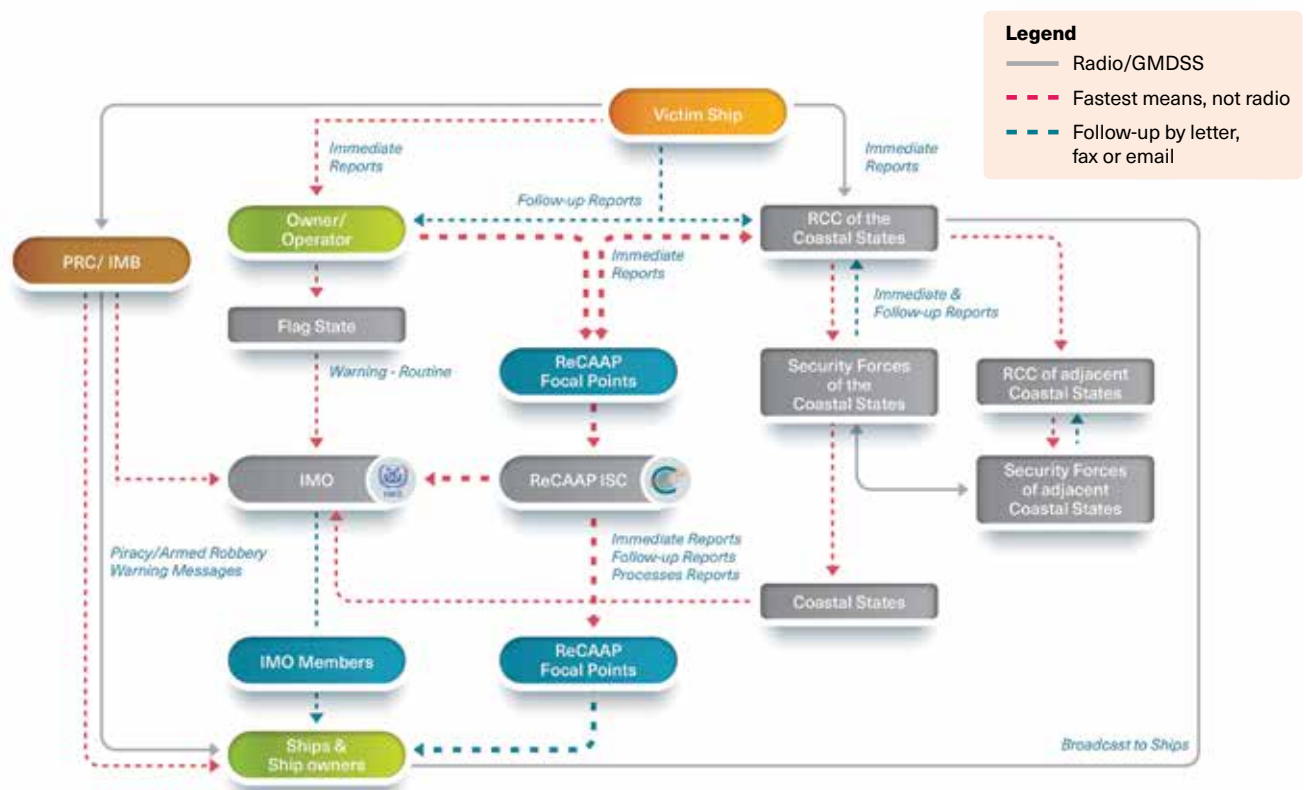 Legend
Radio/GMDSS
Fastest means, not radio
Follow-up by letter,
fax or email
Victim Ship
Immediate
Reports
Immediate
Reports
Follow-up Reports
Owner/
Operator
RCC of the
Coastal States
PRC/ IMB
Immediate
Reports
Immediate &
Follow-up Reports
Flag State
Warning - Routine
ReCAAP
Focal Points
Security Forces
of the
Coastal States
RCC of adjacent
Coastal States
IMO
ReCAAP ISC
Security Forces
of adjacent
Coastal States
Piracy/Armed Robbery
Warning Messages
Immediate Reports
Follow-up Reports
Processes Reports
Coastal States
IMO Members
ReCAAP
Focal Points
Ships &
Ship owners
Broadcast to Ships